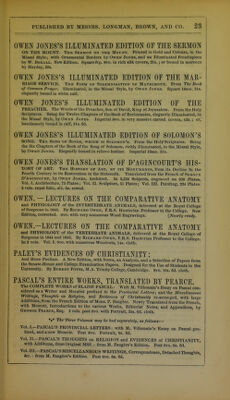 PUBLISHED BY MESSRS. LONGMAN, BROWN, AND CO. 23
OWEN JONES'S ILLUMINATED EDITION OF THE SERMON
ON THE MOUNT. THE SERMON ON THE MOUNT. Printed in Gold and Colours, in the
Missal Style; with Ornamental Borders by Owen Jones, and an Illuminated Frontispiece
by W. BOXALL. New Edition. Square fcp. 8vo. in rich silk covers, 21s.; or bound in morocco
by Hayday, 25s.
OWEN JONES'S ILLUMINATED EDITION OF THE MAR-
RIAGE SERVICE. THE FORM OF SOLEMNISATION OF MATRIMONY. From The Book
of Common Prayer. Illuminated, in the Missal Style, by OWEN JONES. Square 18mo. 21s.
elegantly bound in white calf.
OWEN JONES'S ILLUMINATED EDITION OF THE
PREACHER. The Words of the Preacher, Son of David, King of Jerusalem. From the Holy
Scriptures. Being the Twelve Chapters of the Book of Ecclesiastes, elegantly Illuminated, in
the Missal Style, by Owen Jones. Imperial 8vo. in very massive carved covers, 42s.; or,
handsomely bound in calf, 31s. 6d.
OWEN JONES'S ILLUMINATED EDITION OF SOLOMON'S
SONG. THE SONG OF SONGS, WHICH IS SOLOMON'S. From the Holy Scriptures. Being
the Six Chapters of the Book of the Song of Solomon, richly Illuminated, in the Missal Style,
by OWEN JONES. Elegantly bound in relievo leather. Imperial 16mo. 21s.
OWEN JONES'S TRANSLATION OF D'AGINCOURT'S HIS-
TORY OF ART. THE HISTORY OF ART, BY ITS MONUMENTS, from its Decline in the
Fourth Century to its Restoration in the Sixteenth. Translated from the French of SEROUX
D'AGINCOURT, by OWEN JONES, Architect. In 3,335 Subjects, engraved on 328 Plates.
Vol. I. Architecture, 73 Plates; Vol. II. Sculpture, 51 Plates; Vol. III. Painting, 204 Plates.
3 vols. royal folio, £5. 5s. sewed.
OWEN. — LECTURES ON THE COMPARATIVE ANATOMY
and PHYSIOLOGY of the INVERTEBRATE ANIMALS, delivered at the Royal College
of Surgeons in 1843. By RICHARD OWEN, F.R.S. Hunterian Professor to the College. New
Edition, corrected. 8vo. with very numerous Wood Engravings. [Nearly ready.
OWEN.—LECTURES ON THE COMPARATIVE ANATOMY
and PHYSIOLOGY of the VERTEBRATE ANIMALS, delivered at the Royal College of
Surgeons in 1844 and 1846. By RICHARD OWEN, F.R.S. Hunterian Professor to the College.
In 2 vols. Vol. I. 8vo. with numerous Woodcuts, 14s. cloth.
PALEY'S EVIDENCES OF CHRISTIANITY,
And Horæ Paulinæ. A New Edition, with Notes, an Analysis, and a Selection of Papers from
the Senate-House and College Examination Papers. Designed for the Use of Students in the
University. By ROBERT POTTS, M.A. Trinity College, Cambridge. 8vo. 10s. 6d. cloth.
PASCAL'S ENTIRE WORKS, TRANSLATED BY PEARCE.
The COMPLETE WORKS of BLAISE PASCAL: With M. Villemain's Essay on Pascal con-
sidered as a Writer and Moralist prefixed to the Provincial Letters; and the Miscellaneous
Writings, Thoughts on Religion, and Evidences of Christianity re-arranged, with large
Additions, from the French Edition of Mons. P. Faugère. Newly Translated from the French,
with Memoir, Introductions to the various Works, Editorial Notes, and Appendices, by
GEORGE PEARCE, Esq. 3 vols. post 8vo. with Portrait, 25s. 6d. cloth.
*⁎* The Three Volumes may be had separately, as follows:—
Vol. I.—PASCAL'S PROVINCIAL LETTERS: with M. Villemain's Essay on Pascal pre-
fixed, and a new Memoir. Post 8vo. Portrait, 8s. 6d.
Vol. II.—PASCAL'S THOUGHTS on RELIGION and EVIDENCES of CHRISTIANITY,
with Additions, from Original MSS.: from M. Faugère's Edition. Post 8vo. 8s. 6d.
Vol. III.—PASCAL'S MISCELLANEOUS WRITINGS, Correspondence, Detached Thoughts,
&c.: from M. Faugère's Edition. Post 8vo. 8s. 6d.